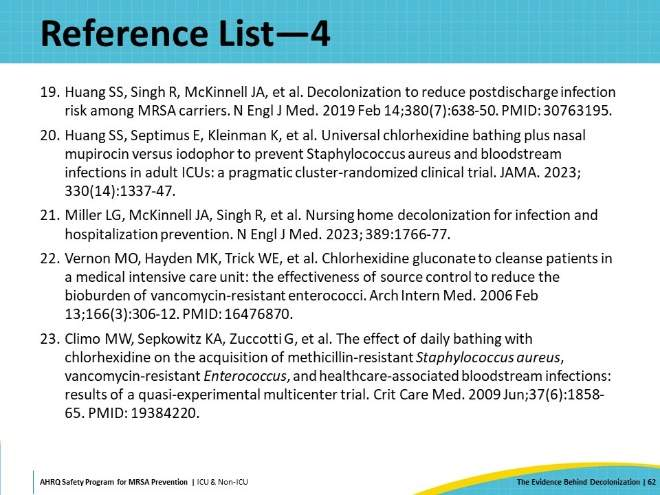 Reference List—4
19. Huang SS, Singh R, McKinnell JA, et al. Decolonization to reduce postdischarge infection
risk among MRSA carriers. N Engl J Med. 2019 Feb 14;380(7):638-50. PMID: 30763195.
20. Huang SS, Septimus E, Kleinman K, et al. Universal chlorhexidine bathing plus nasal
mupirocin versus iodophor to prevent Staphylococcus aureus and bloodstream
infections in adult ICUs: a pragmatic cluster-randomized clinical trial. JAMA. 2023;
330(14):1337-47.
21. Miller LG, McKinnell JA, Singh R, et al. Nursing home decolonization for infection and
hospitalization prevention. N Engl J Med. 2023; 389:1766-77.
22. Vernon MO, Hayden MK, Trick WE, et al. Chlorhexidine gluconate to cleanse patients in
a medical intensive care unit: the effectiveness of source control to reduce the
bioburden of vancomycin-resistant enterococci. Arch Intern Med. 2006 Feb
13;166(3):306-12. PMID: 16476870.
23. Climo MW, Sepkowitz KA, Zuccotti G, et al. The effect of daily bathing with
chlorhexidine on the acquisition of methicillin-resistant Staphylococcus aureus,
vancomycin-resistant Enterococcus, and healthcare-associated bloodstream infections:
results of a quasi-experimental multicenter trial. Crit Care Med. 2009 Jun;37(6):1858-
65. PMID: 19384220.
AHRQ Safety Program for MRSA Prevention | ICU & Non-ICU
The Evidence Behind Decolonization | 62